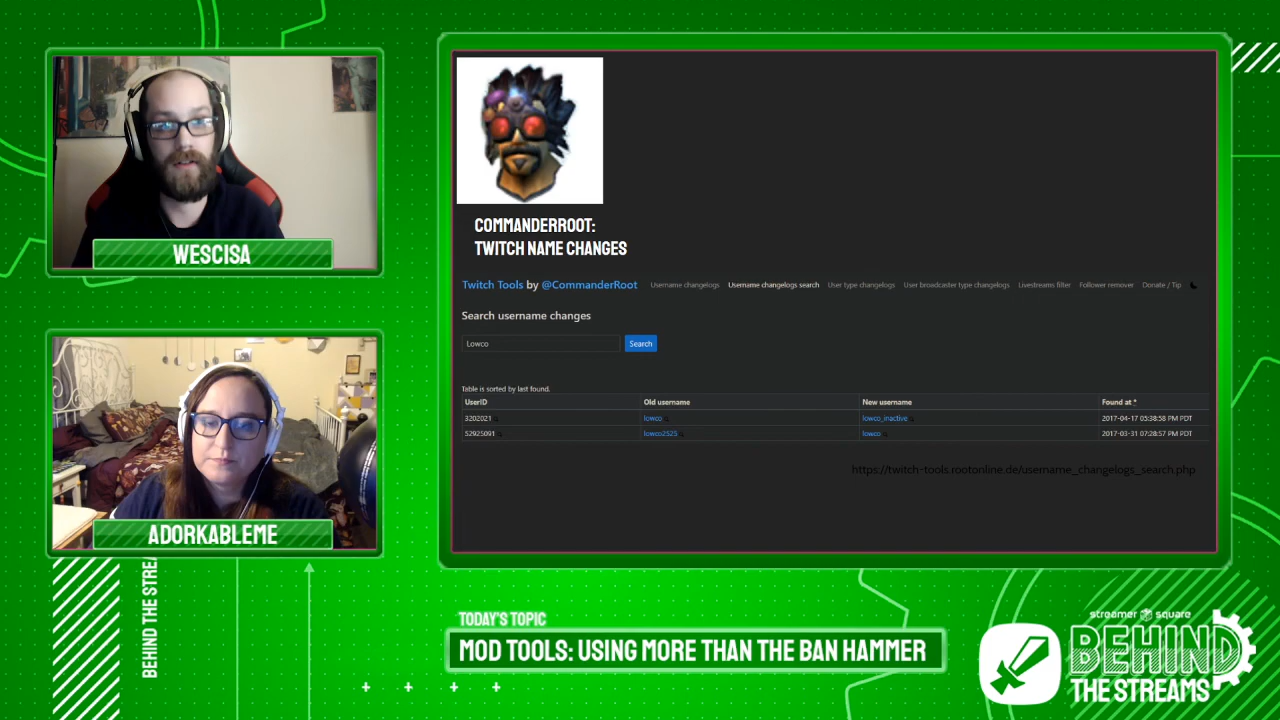 WESCISA
ADORKABLEME
BEHIND THE STREA
COMMANDERROOT:
TWITCH NAME CHANGES
Twitch Tools by @CommanderRoot Username changelogs Username changelogs search User type changelogs User broadcaster type changelogs Livestreams filter Follower remover Donate / Tip
Search username changes
Lowco Search
Table is sorted by last found.
UserID Old username New username Found at
3202021 lowco lowco_inactive 2017-04-17 05:38:58 PM PDT
52925091 lowco2525 lowco 2017-03-31 07:28:57 PM PDT
https://twitch-tools.rootonline.de/username_changelogs_search.php
TODAY'S TOPIC
MOD TOOLS: USING MORE THAN THE BAN HAMMER
streamer square
BEHIND
THE STREAMS